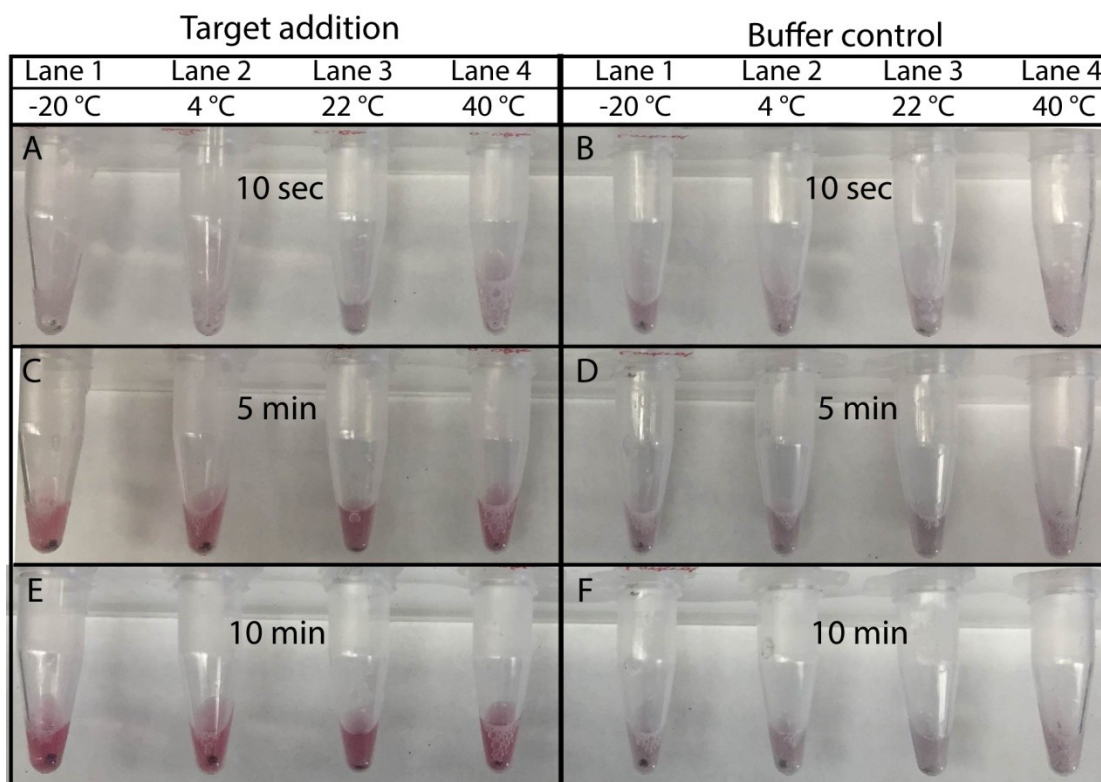 Target addition
Buffer control
Lane 1 Lane 2 Lane 3 Lane 4 Lane 1 Lane 2 Lane 3 Lane 4
-20 °C 4 °C 22 °C 40 °C -20 °C 4 °C 22 °C 40 °C
A 10 sec
B 10 sec
C 5 min
D 5 min
E 10 min
F 10 min